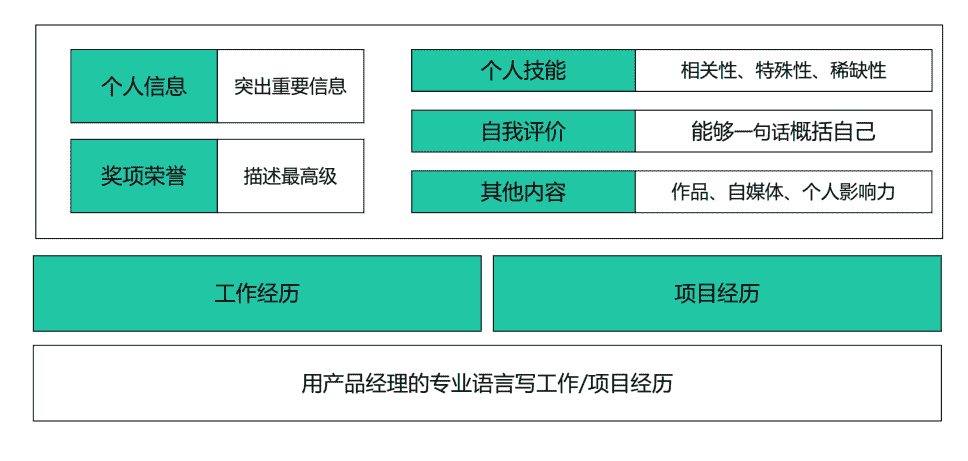 个人信息
突出重要信息
奖项荣誉
描述最高级
个人技能
相关性、特殊性、稀缺性
自我评价
能够一句话概括自己
其他内容
作品、自媒体、个人影响力
工作经历
项目经历
用产品经理的专业语言写工作/项目经历